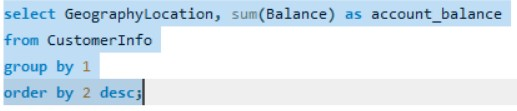 select GeographyLocation, sum(Balance) as account_balance
from CustomerInfo
group by 1
order by 2 desc;